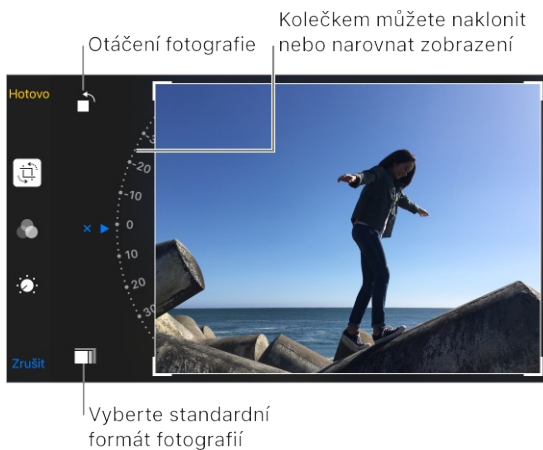 Kolečkem můžete naklonit
Otáčení fotografie
nebo narovnat zobrazení
Hotovo
-20
-10
0
10
20
30
Zrušit
Vyberte standardní
formát fotografií